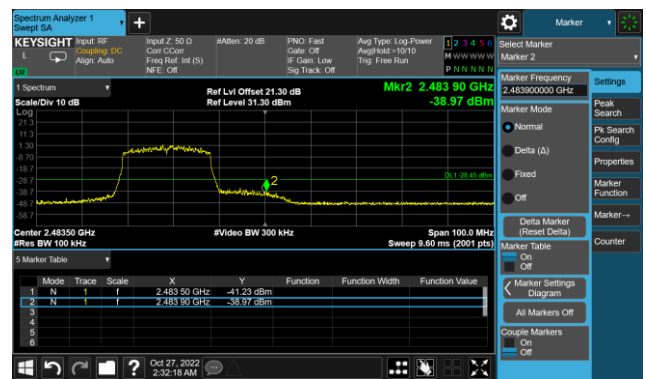 Spectrum Analyzer 1
Swept SA
+
Marker
KEYSIGHT
L
LW
Input: RF
Coupling: DC
Align: Auto
Input Z: 50 Ω
Corr CCorr
Freq Ref: Int (S)
NFE: Off
#Atten: 20 dB
PNO: Fast
Gate: Off
IF Gain: Low
Sig Track: Off
Avg Type: Log-Power
Avg|Hold:>10/10
Trig: Free Run
1 2 3 4 5 6
M W W W W W
P N N N N N
Select Marker
Marker 2
1 Spectrum
Scale/Div 10 dB
Log
Ref Lvl Offset 21.30 dB
Ref Level 31.30 dBm
Mkr2 2.483 90 GHz
-38.97 dBm
21.3
11.3
1.30
-8.70
-18.7
-28.7
-38.7
-48.7
-58.7
DL1 -28.45 dBm
2
Center 2.48350 GHz
#Res BW 100 kHz
#Video BW 300 kHz
Span 100.0 MHz
Sweep 9.60 ms (2001 pts)
5 Marker Table
Mode Trace Scale X Y Function Function Width Function Value
1 N 1 f 2.483 50 GHz -41.23 dBm
2 N 1 f 2.483 90 GHz -38.97 dBm
3
4
5
6
Marker Frequency
2.483900000 GHz
Marker Mode
Normal
Delta (Δ)
Fixed
Off
Delta Marker
(Reset Delta)
Marker Table
On
Off
Marker Settings
Diagram
All Markers Off
Couple Markers
On
Off
Settings
Peak
Search
Pk Search
Config
Properties
Marker
Function
Marker→
Counter
?
Oct 27, 2022
2:32:18 AM